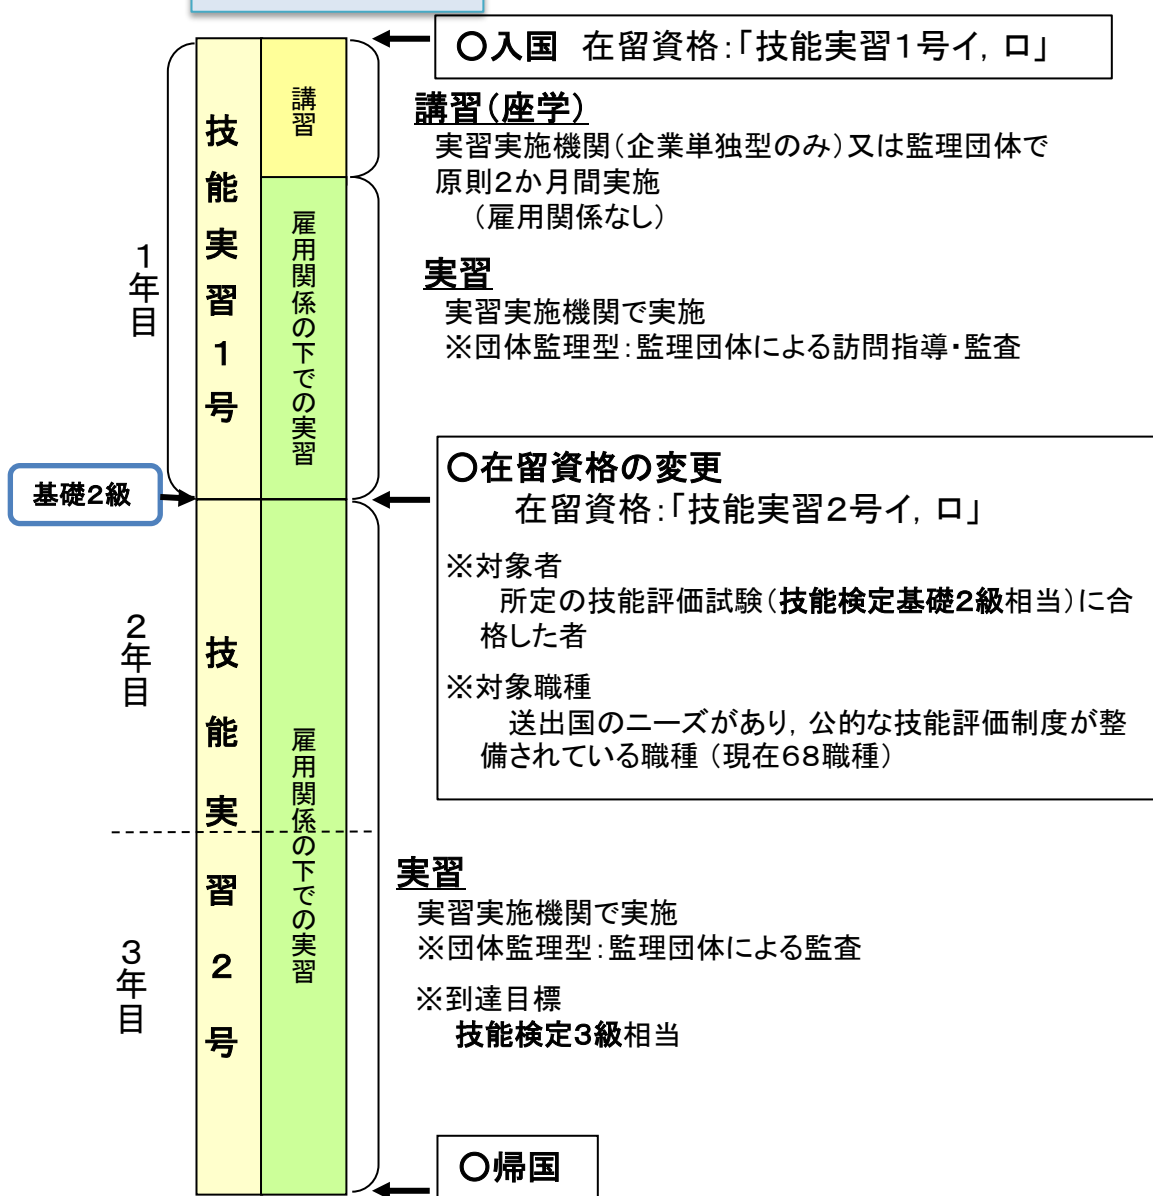 ○入国 在留資格:「技能実習1号イ, ロ」
講習
技能実習1号
講習(座学)
実習実施機関(企業単独型のみ)又は監理団体で
原則2か月間実施
(雇用関係なし)
雇用関係の下での実習
1年目
実習
実習実施機関で実施
※団体監理型:監理団体による訪問指導・監査
基礎2級
○在留資格の変更
在留資格:「技能実習2号イ, ロ」
※対象者
所定の技能評価試験(技能検定基礎2級相当)に合
格した者
※対象職種
送出国のニーズがあり, 公的な技能評価制度が整
備されている職種 (現在68職種)
2年目
技能実習2号
雇用関係の下での実習
3年目
実習
実習実施機関で実施
※団体監理型:監理団体による監査
※到達目標
技能検定3級相当
○帰国